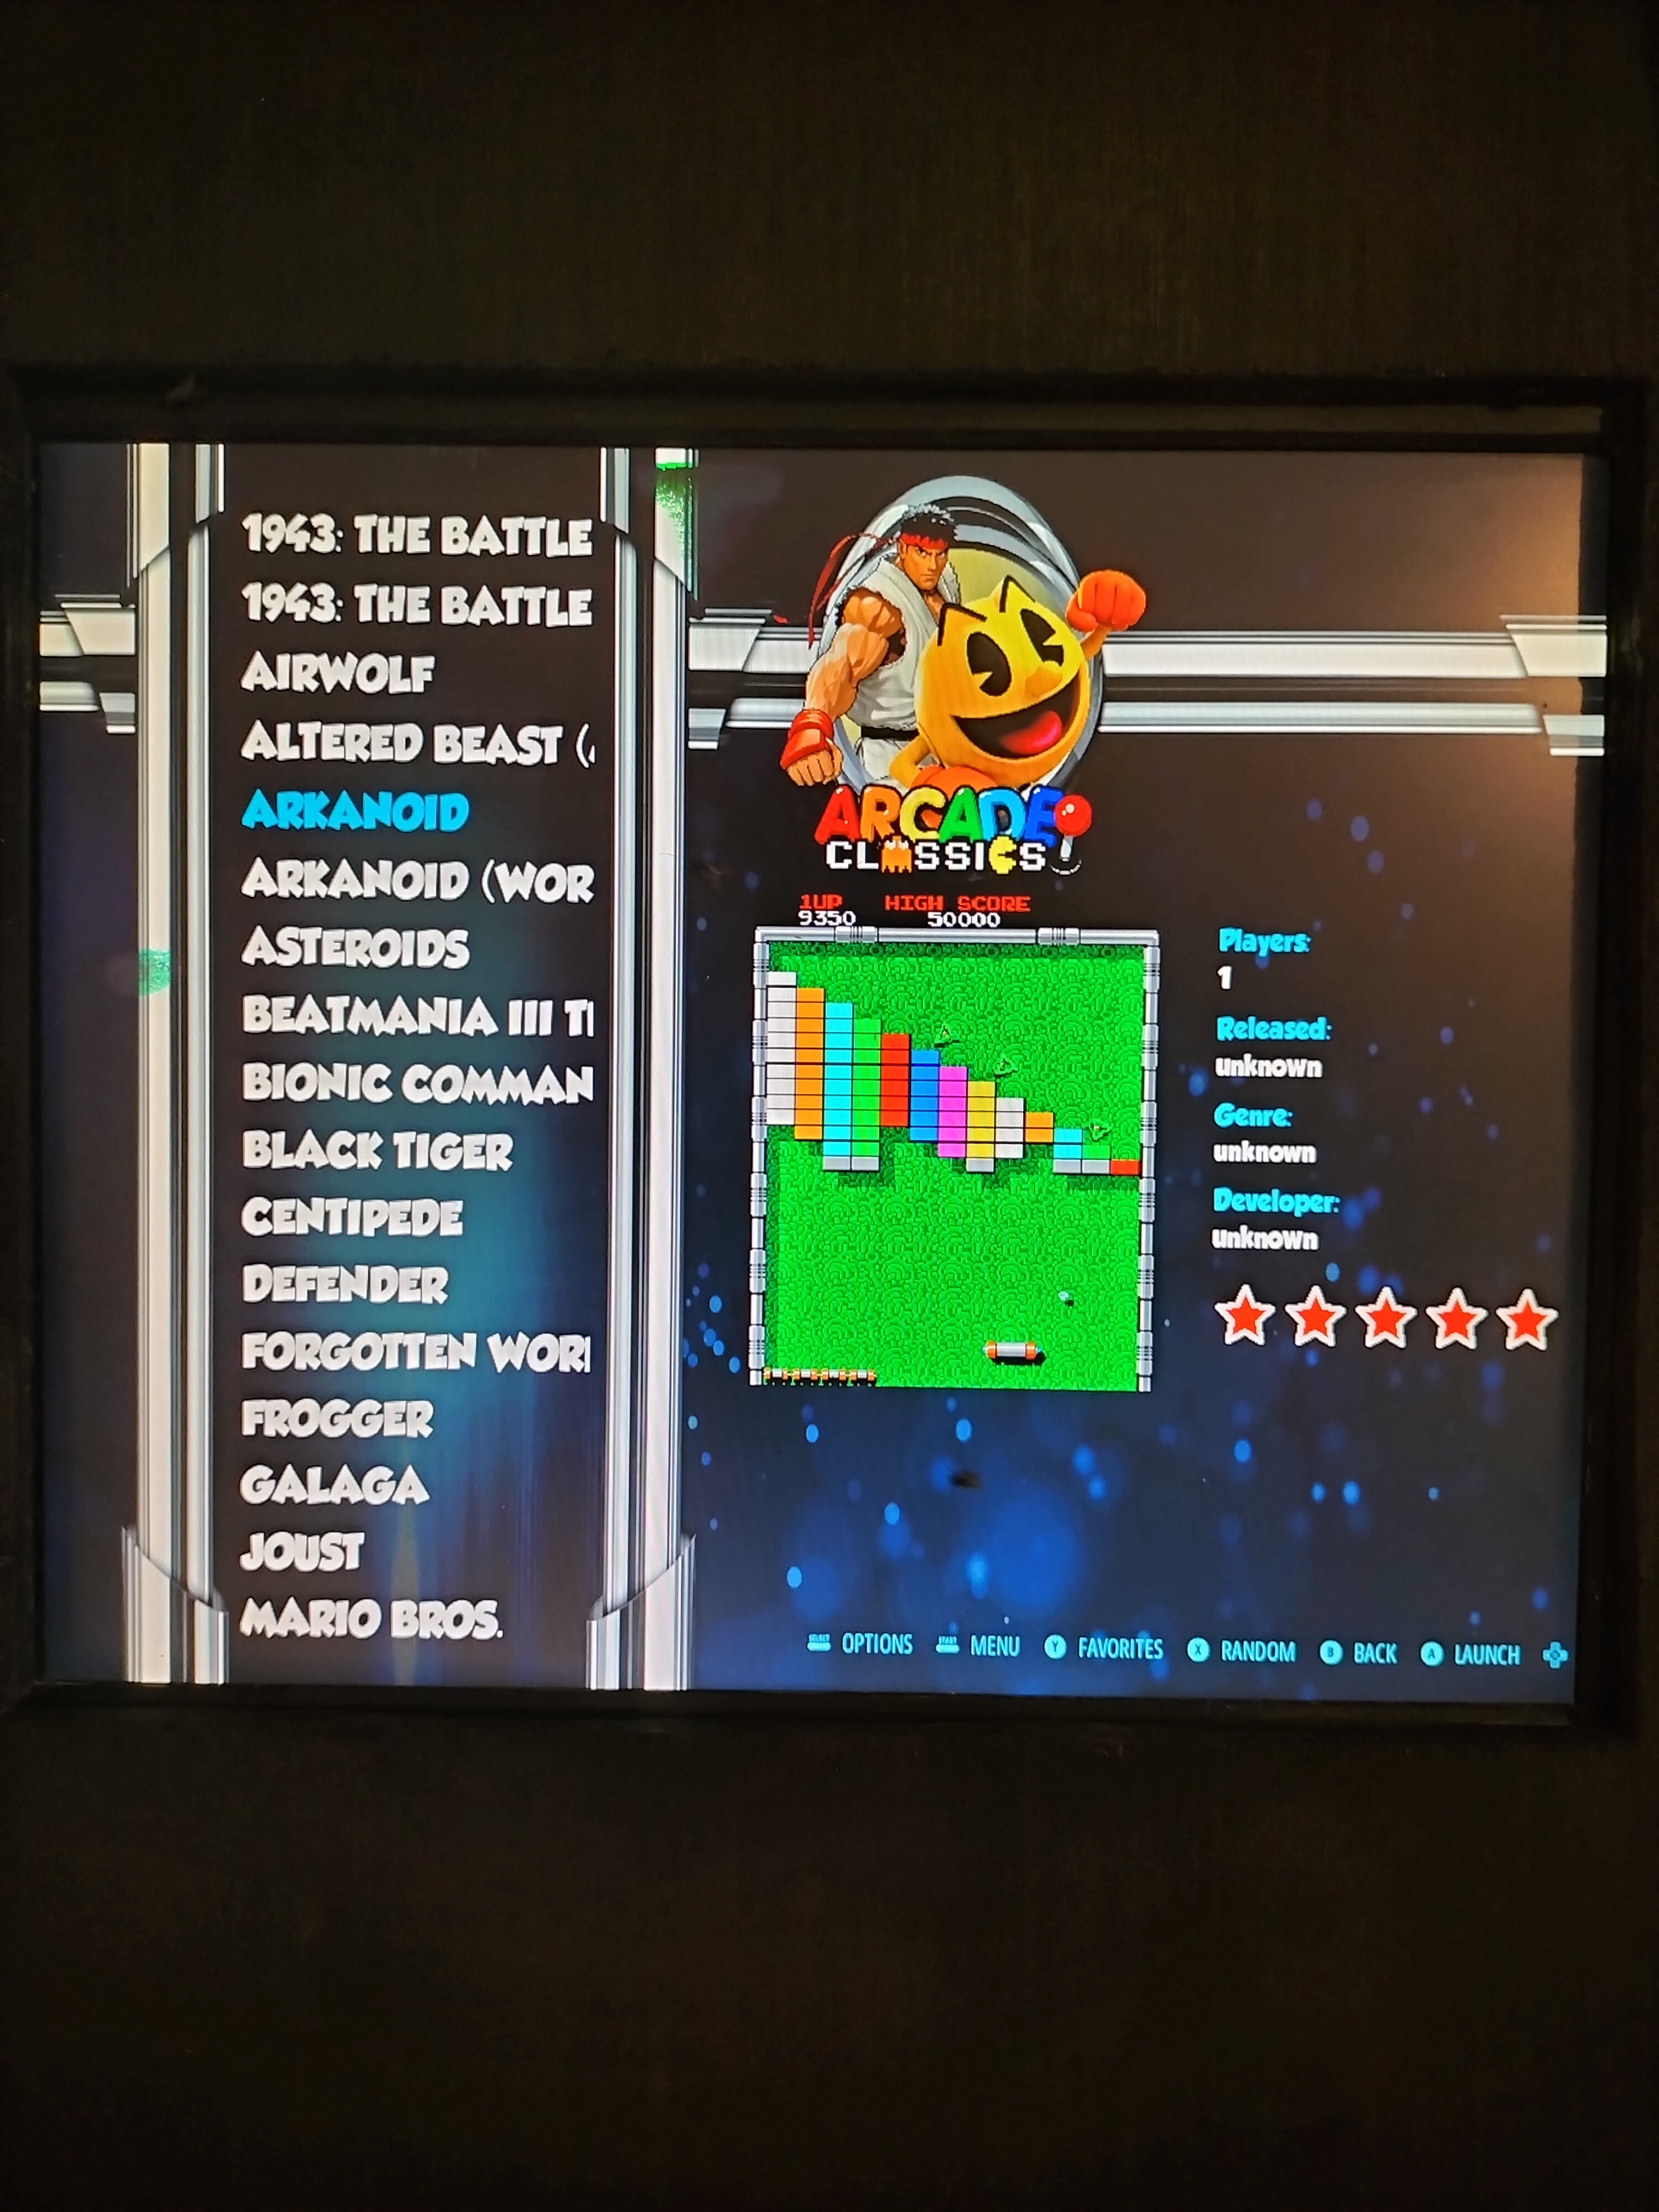 1943: THE BATTLE
1943: THE BATTLE
AIRWOLF
ALTERED BEAST (
ARKANOID
ARKANOID (WOR
ASTEROIDS
BEATMANIA III T
BIONIC COMMAN
BLACK TIGER
CENTIPEDE
DEFENDER
FORGOTTEN WOR
FROGGER
GALAGA
JOUST
MARIO BROS.
ARCADE
CLASSICS
1UP HIGH SCORE
9350 50000
Players:
1
Released:
unknown
Genre:
unknown
Developer:
unknown
SELECT OPTIONS START MENU Y FAVORITES X RANDOM B BACK A LAUNCH